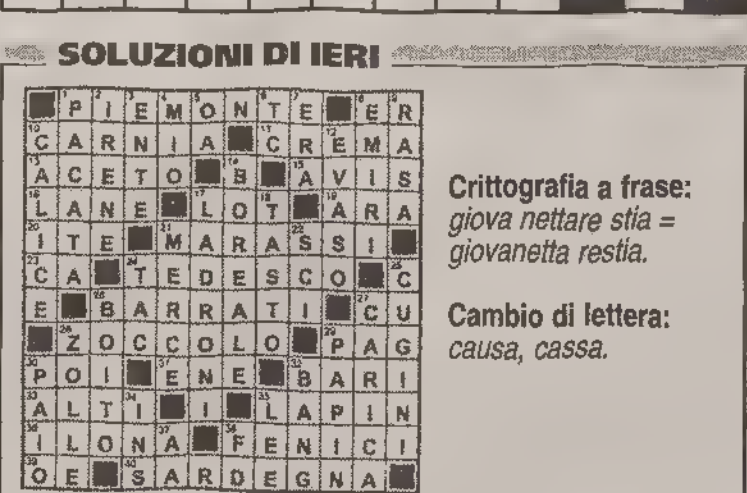 SOLUZIONI DI IERI
PIEMONTE ER
CARNIA CREMA
ACETO B AVIS
LANE LOT ARA
ITE MARASSI
CA TEDESCO C
E BARRATI CU
ZOCCOLO PAG
POI ENE BARI
ALTI I LAPIN
ILONA FENICI
OE SARDEGNA
Crittografia a frase:
giova nettare stia =
giovanetta restia.
Cambio di lettera:
causa, cassa.